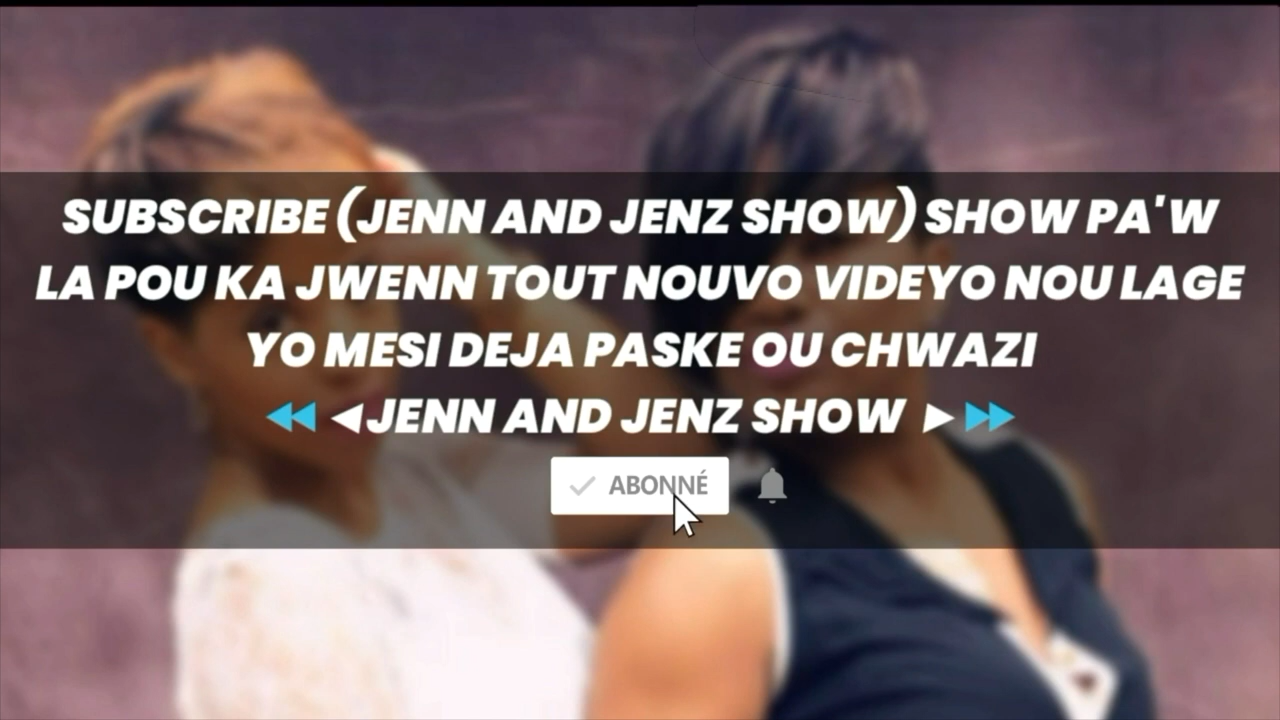 SUBSCRIBE (JENN AND JENZ SHOW) SHOW PA'W
LA POU KA JWENN TOUT NOUVO VIDEYO NOU LAGE
YO MESI DEJA PASKE OU CHWAZI
⏪ ◀JENN AND JENZ SHOW ▶ ⏩
ABONNÉ